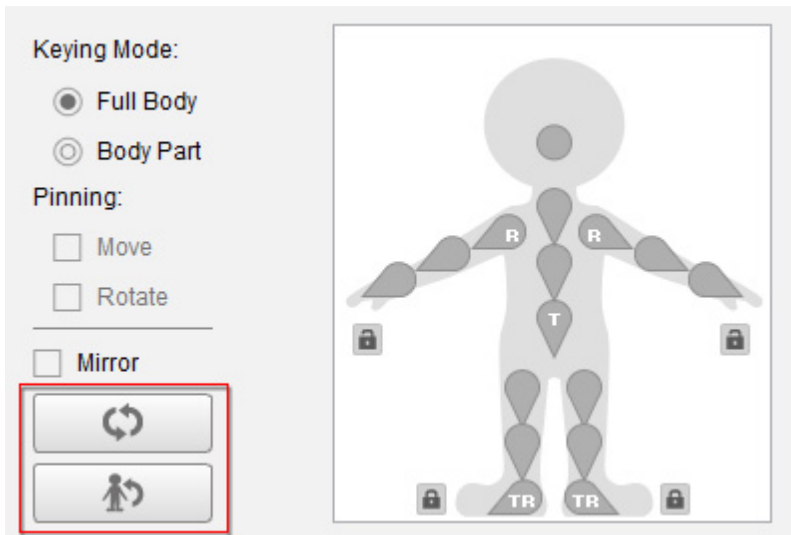 Keying Mode:
Full Body
Body Part
Pinning:
Move
Rotate
Mirror
R
R
T
TR
TR